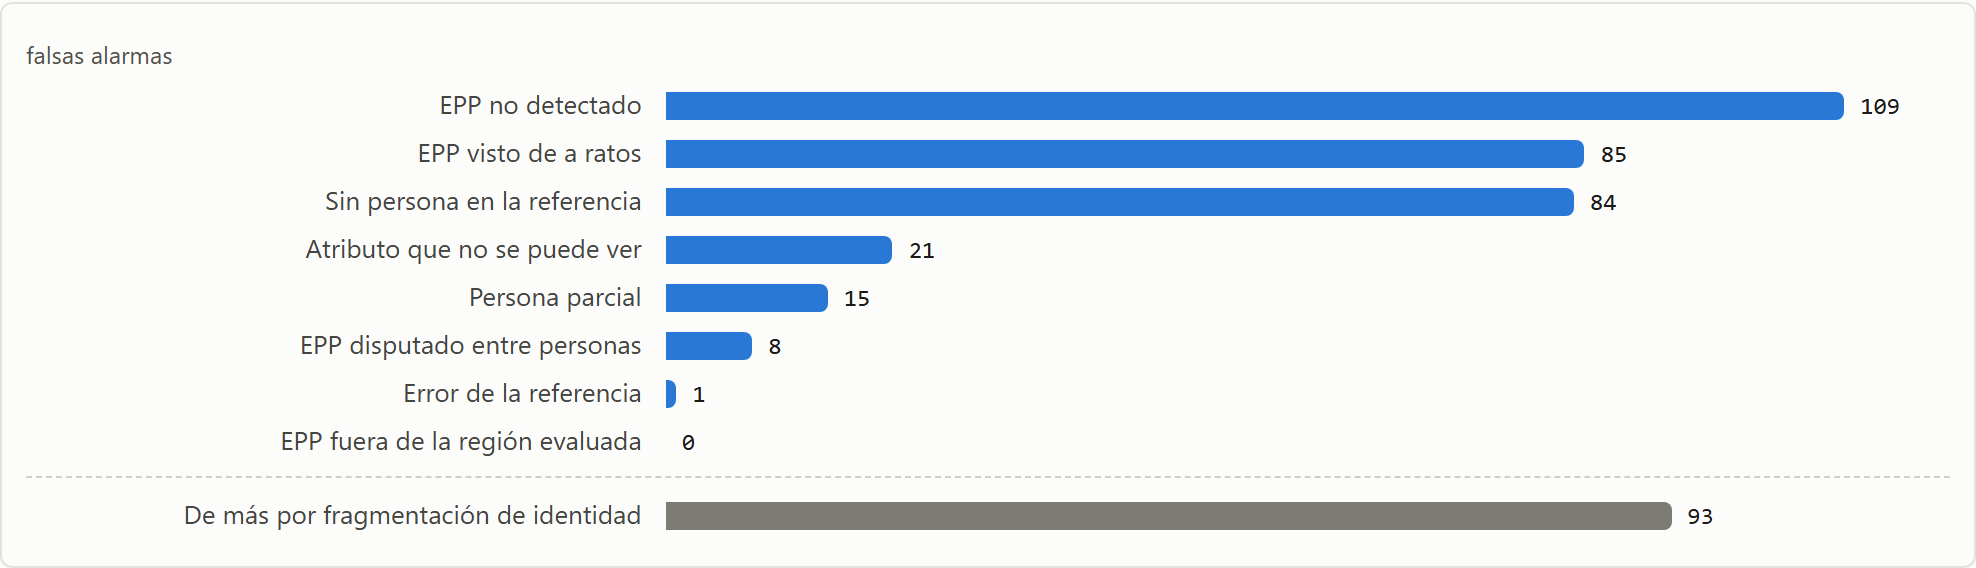 falsas alarmas
EPP no detectado 109
EPP visto de a ratos 85
Sin persona en la referencia 84
Atributo que no se puede ver 21
Persona parcial 15
EPP disputado entre personas 8
Error de la referencia 1
EPP fuera de la región evaluada 0
De más por fragmentación de identidad 93